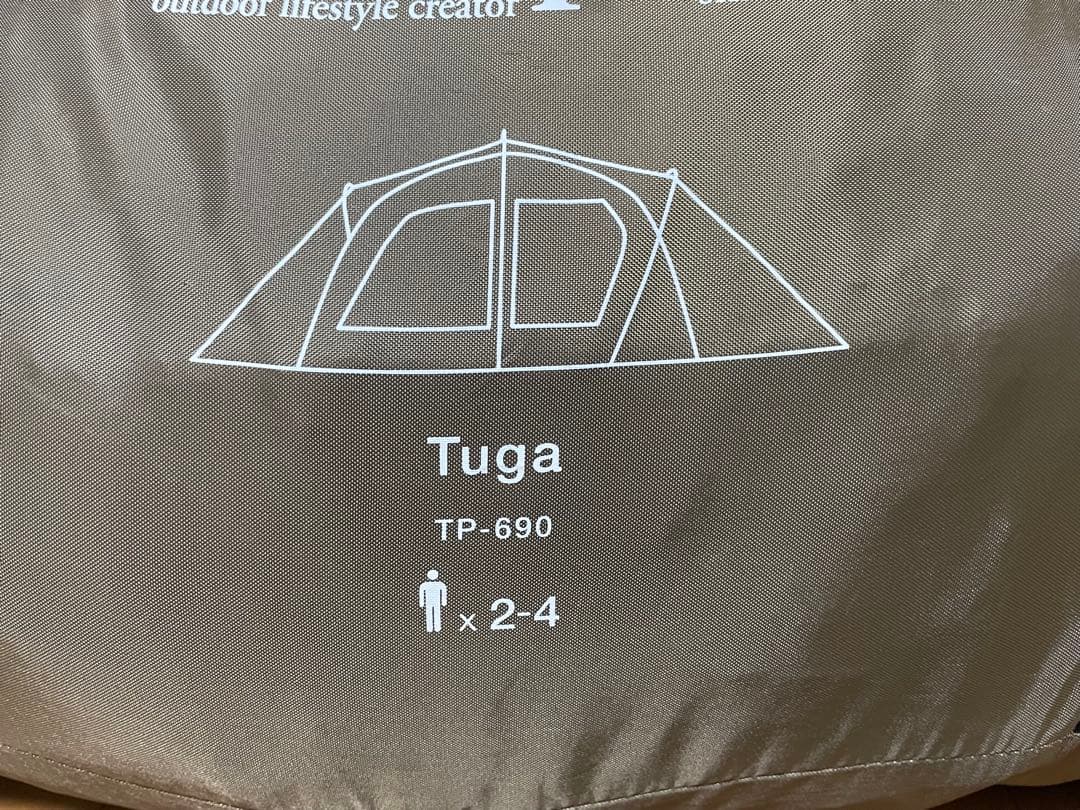 outdoor lifestyle creator
Tuga
TP-690
x 2-4